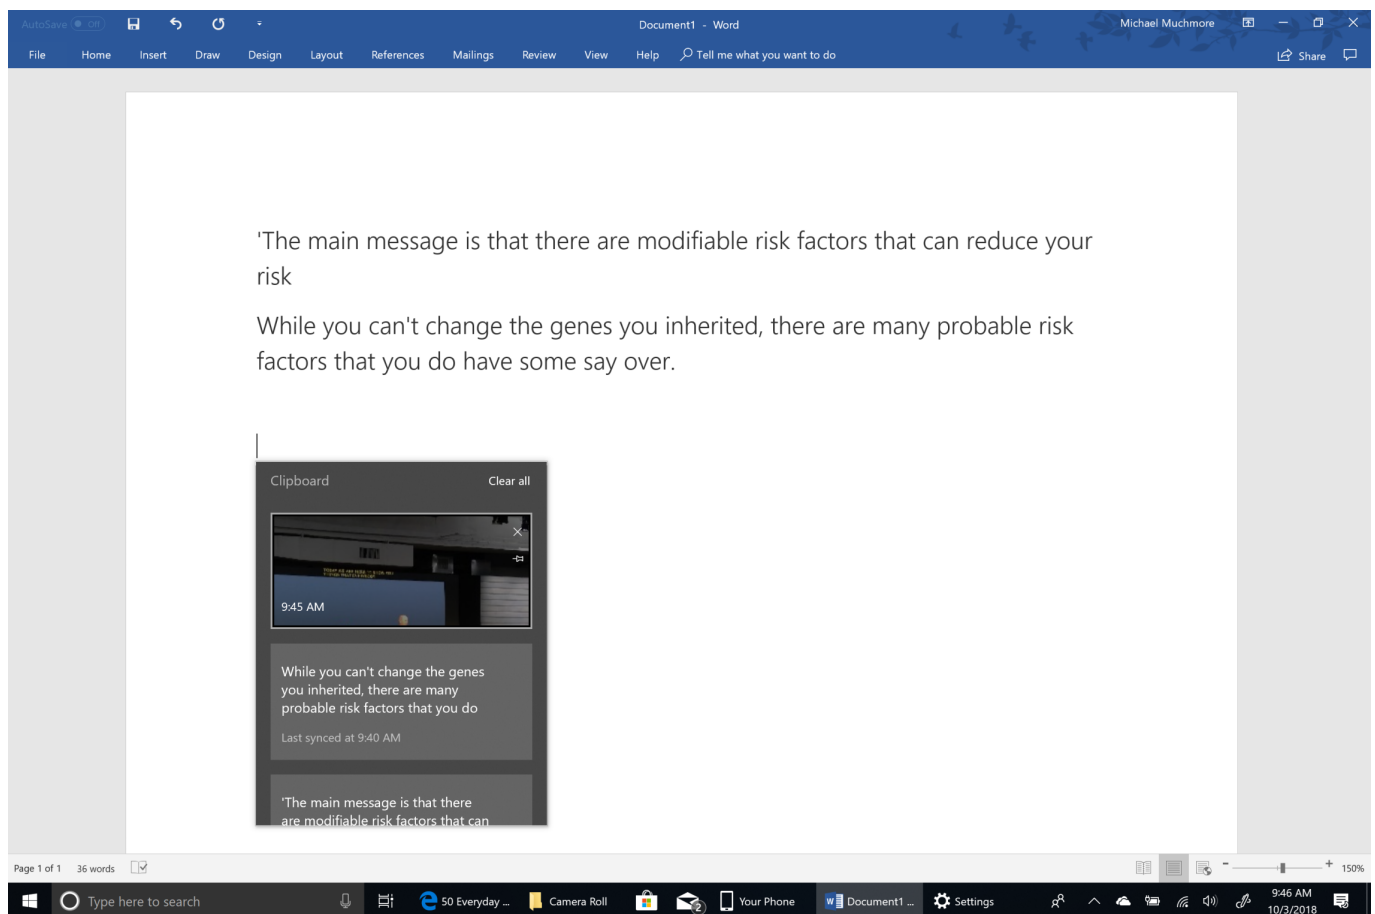 AutoSave Off
Document1 - Word
Michael Muchmore
File Home Insert Draw Design Layout References Mailings Review View Help Tell me what you want to do
Share
'The main message is that there are modifiable risk factors that can reduce your
risk
While you can't change the genes you inherited, there are many probable risk
factors that you do have some say over.
Clipboard
Clear all
9:45 AM
While you can't change the genes
you inherited, there are many
probable risk factors that you do
Last synced at 9:40 AM
'The main message is that there
are modifiable risk factors that can
Page 1 of 1 36 words
150%
Type here to search
50 Everyday ...
Camera Roll
2
Your Phone
Document1 ...
Settings
9:46 AM
10/3/2018